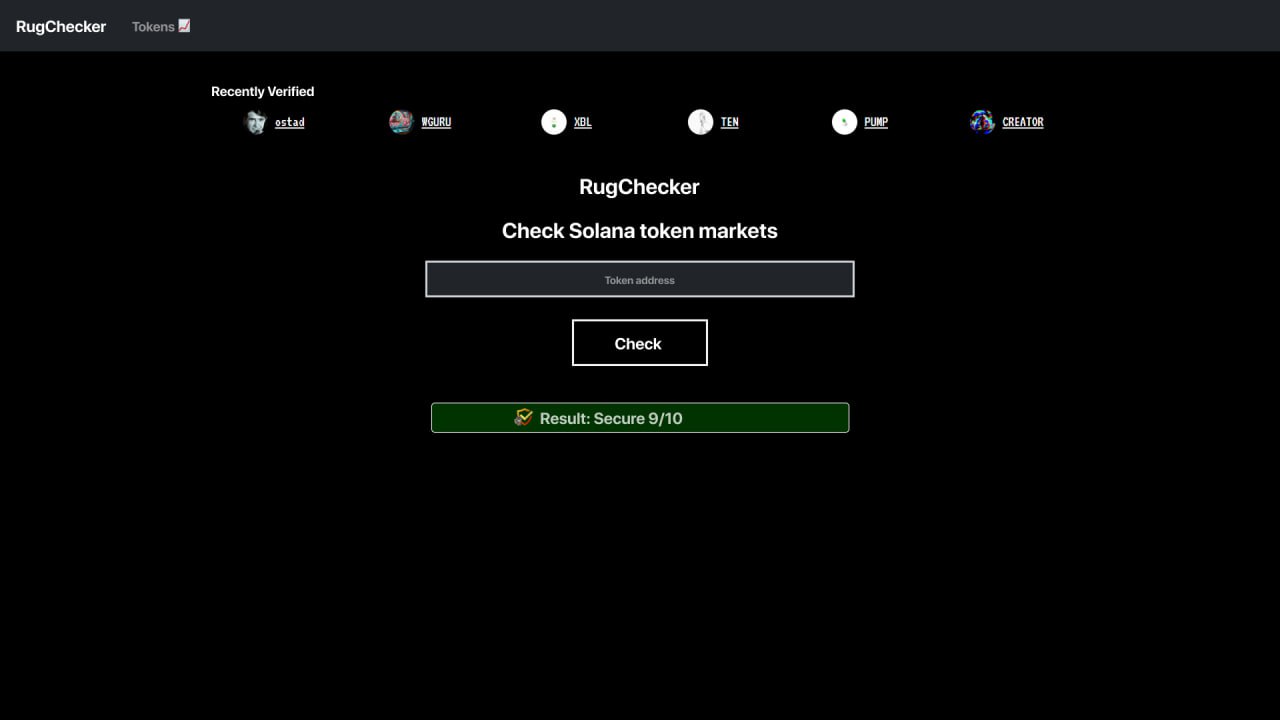 RugChecker Tokens
Recently Verified
ostad WGURU XBL TEN PUMP CREATOR
RugChecker
Check Solana token markets
Token address
Check
Result: Secure 9/10